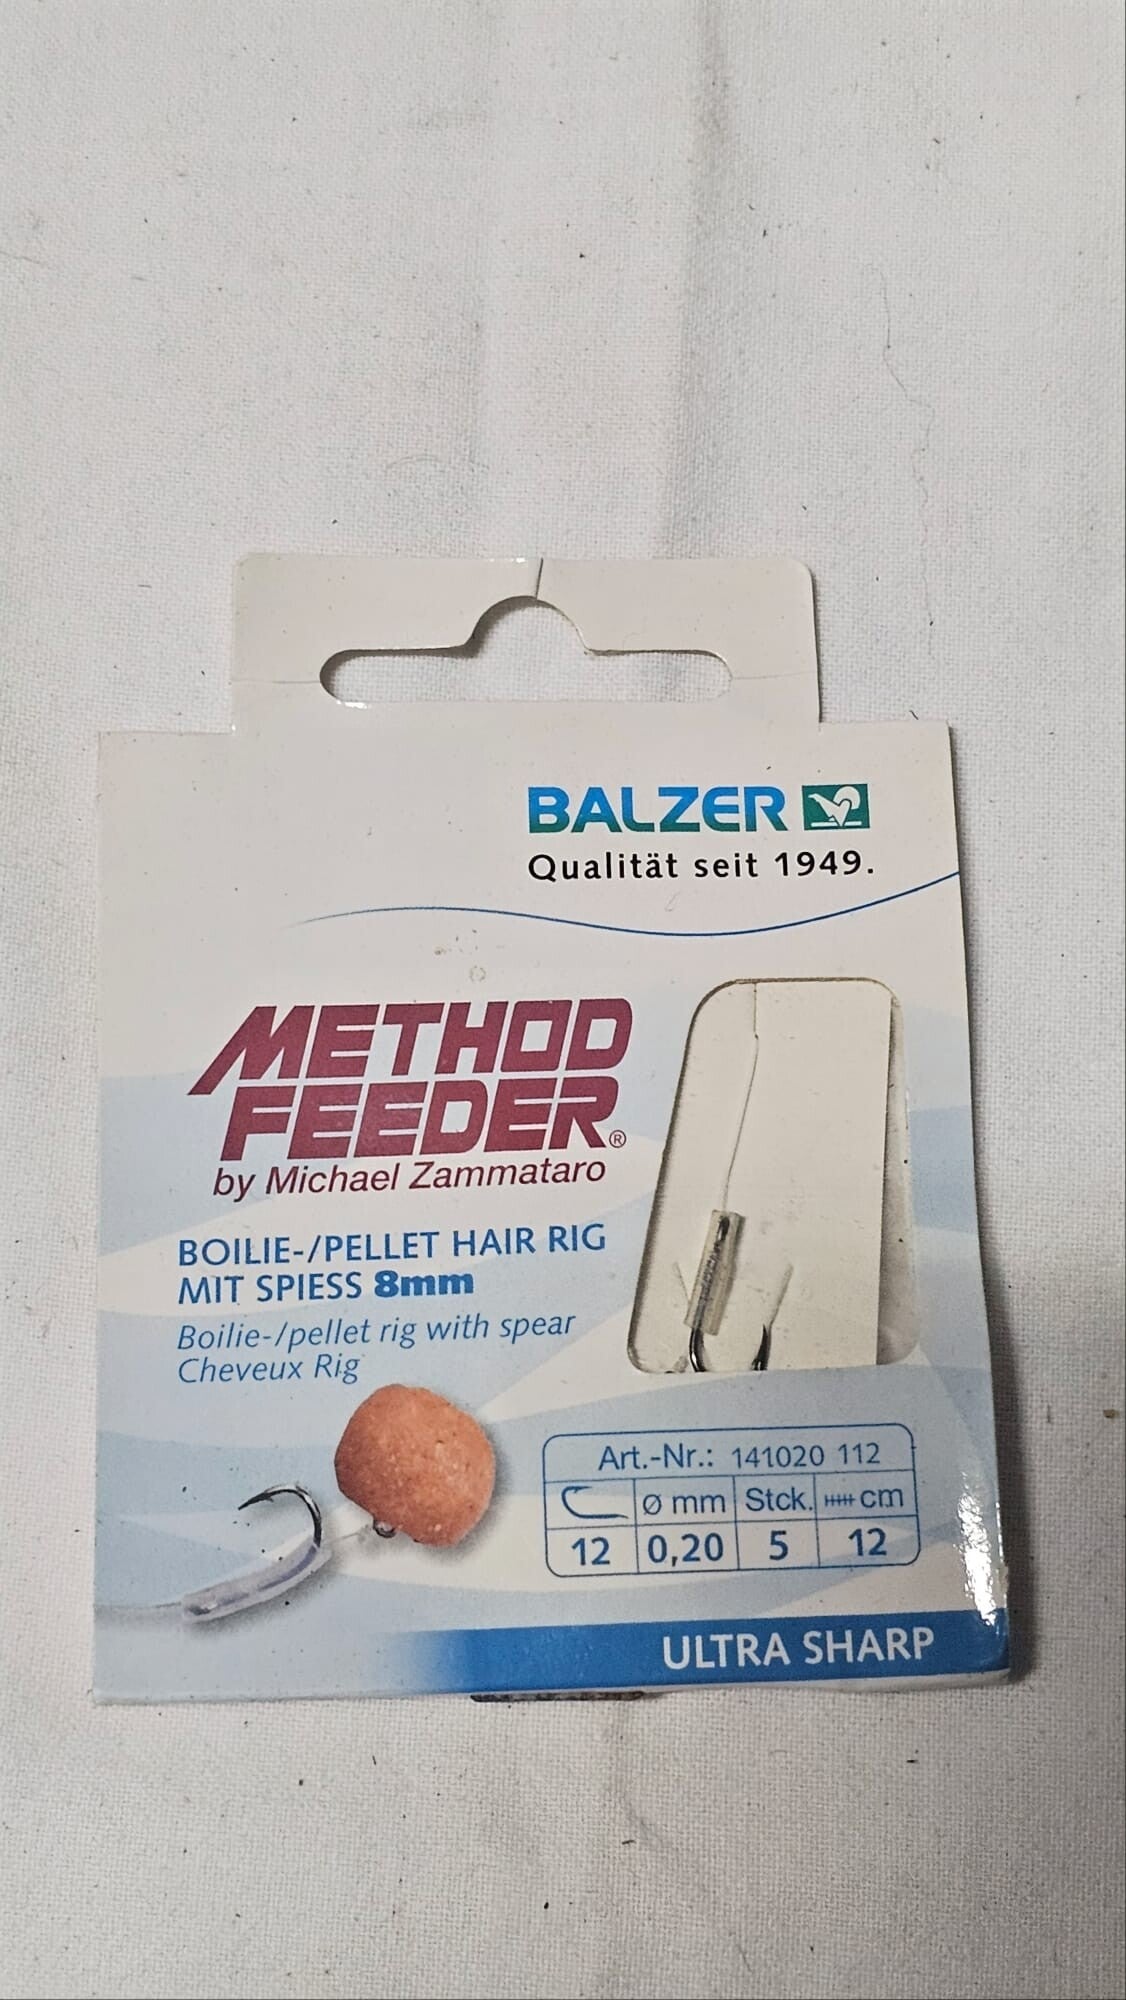 BALZER
Qualität seit 1949.
METHOD
FEEDER®
by Michael Zammataro
BOILIE-/PELLET HAIR RIG
MIT SPIESS 8mm
Boilie-/pellet rig with spear
Cheveux Rig
Art.-Nr.: 141020 112
Ø mm Stck. cm
12 0,20 5 12
ULTRA SHARP